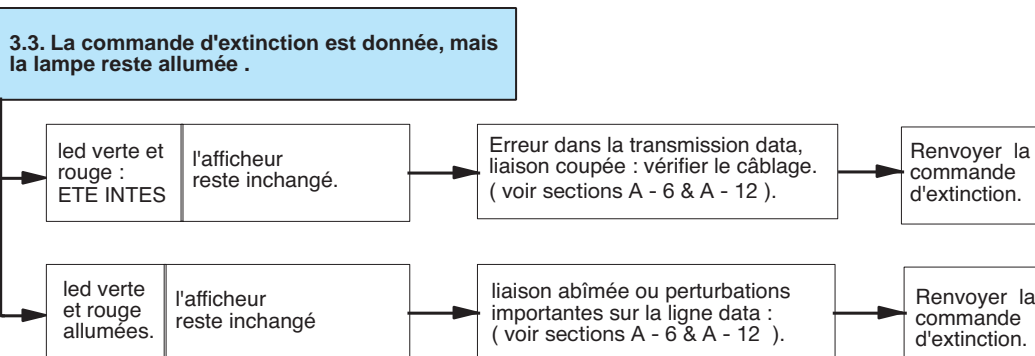 3.3. La commande d'extinction est donnée, mais
la lampe reste allumée .
led verte et
rouge :
ETE INTES
l'afficheur
reste inchangé.
Erreur dans la transmission data,
liaison coupée : vérifier le câblage.
( voir sections A - 6 & A - 12 ).
Renvoyer la
commande
d'extinction.
led verte
et rouge
allumées.
l'afficheur
reste inchangé
liaison abîmée ou perturbations
importantes sur la ligne data :
( voir sections A - 6 & A - 12 ).
Renvoyer la
commande
d'extinction.